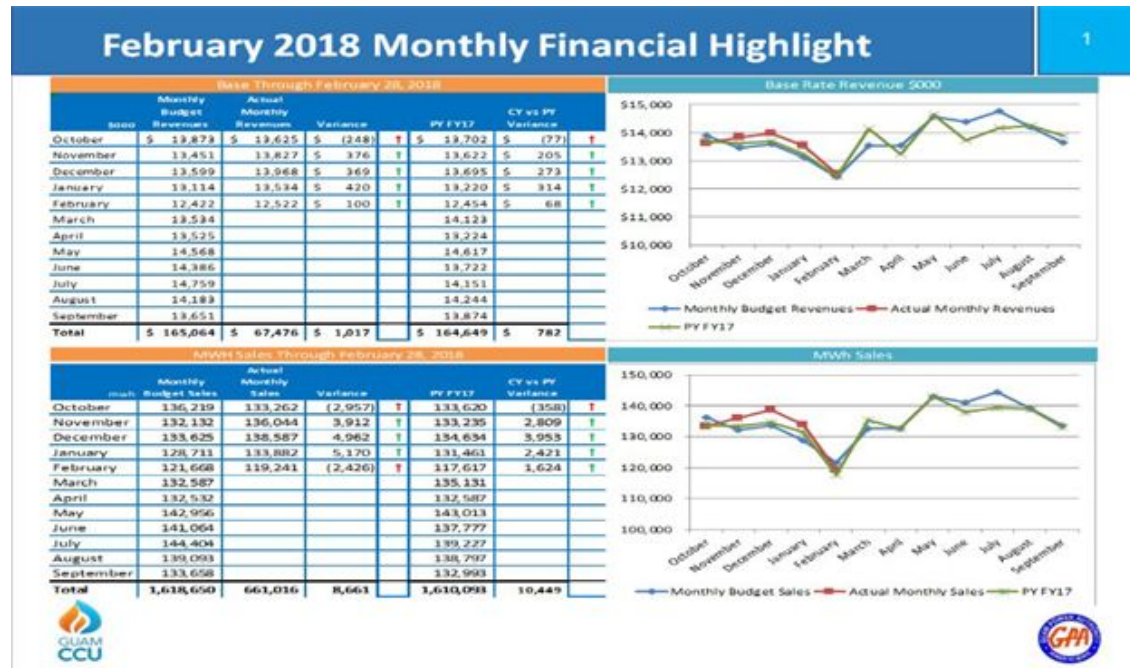 February 2018 Monthly Financial Highlight
1
Base Through February 28, 2018
$000 Monthly Budget Revenues Actual Monthly Revenues Variance PY FY17 CY vs PY Variance
October $ 13,873 $ 13,625 $ (248) ↑ $ 13,702 $ (77) ↑
November 13,451 13,827 $ 376 ↑ 13,622 $ 205 ↑
December 13,599 13,968 $ 369 ↑ 13,695 $ 273 ↑
January 13,114 13,534 $ 420 ↑ 13,220 $ 314 ↑
February 12,422 12,522 $ 100 ↑ 12,454 $ 68 ↑
March 13,534 14,123
April 13,525 13,224
May 14,568 14,617
June 14,386 13,722
July 14,759 14,151
August 14,183 14,244
September 13,651 13,874
Total $ 165,064 $ 67,476 $ 1,017 $ 164,649 $ 782
Base Rate Revenue $000
$15,000
$14,000
$13,000
$12,000
$11,000
$10,000
October November December January February March April May June July August September
Monthly Budget Revenues Actual Monthly Revenues
PY FY17
MWH Sales Through February 28, 2018
mwh Monthly Budget Sales Actual Monthly Sales Variance PY FY17 CY vs PY Variance
October 136,219 133,262 (2,957) ↑ 133,620 (358) ↑
November 132,132 136,044 3,912 ↑ 133,235 2,809 ↑
December 133,625 138,587 4,962 ↑ 134,634 3,953 ↑
January 128,711 133,882 5,170 ↑ 131,461 2,421 ↑
February 121,668 119,241 (2,426) ↑ 117,617 1,624 ↑
March 132,587 135,131
April 132,532 132,587
May 142,956 143,013
June 141,064 137,777
July 144,404 139,227
August 139,093 138,797
September 133,658 132,993
Total 1,618,650 661,016 8,661 1,610,093 10,449
MWh Sales
150,000
140,000
130,000
120,000
110,000
100,000
October November December January February March April May June July August September
Monthly Budget Sales Actual Monthly Sales PY FY17
GUAM
CCU
GPA